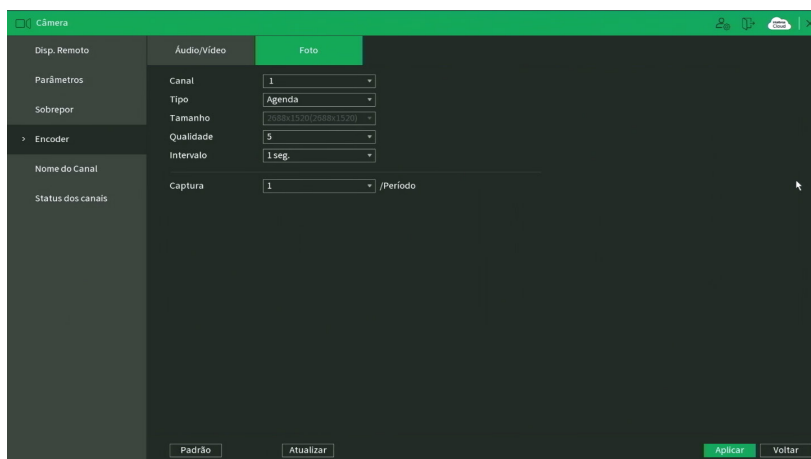 Câmera
Cloud
Disp. Remoto
Parâmetros
Sobrepor
> Encoder
Nome do Canal
Status dos canais
Áudio/Vídeo
Foto
Canal 1
Tipo Agenda
Tamanho 2688x1520(2688x1520)
Qualidade 5
Intervalo 1 seg.
Captura 1 /Período
Padrão Atualizar Aplicar Voltar